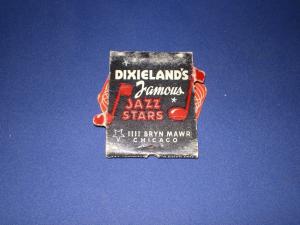 DIXIELAND'S
Famous
JAZZ
STARS
1111 BRYN MAWR
CHICAGO